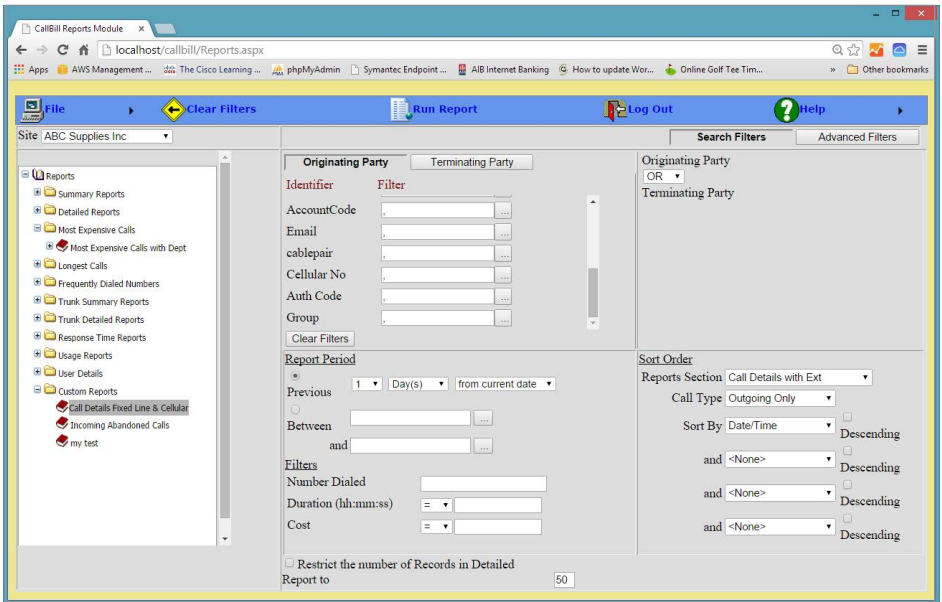 CallBill Reports Module
localhost/callbill/Reports.aspx
Apps AWS Management ... The Cisco Learning ... phpMyAdmin Symantec Endpoint ... AIB Internet Banking How to update Wor... Online Golf Tee Tim... » Other bookmarks
File Clear Filters Run Report Log Out Help
Site ABC Supplies Inc
Search Filters Advanced Filters
Reports
Summary Reports
Detailed Reports
Most Expensive Calls
Most Expensive Calls with Dept
Longest Calls
Frequently Dialed Numbers
Trunk Summary Reports
Trunk Detailed Reports
Response Time Reports
Usage Reports
User Details
Custom Reports
Call Details Fixed Line & Cellular
Incoming Abandoned Calls
my test
Originating Party Terminating Party
Identifier Filter
AccountCode , ...
Email , ...
cablepair , ...
Cellular No , ...
Auth Code , ...
Group , ...
Clear Filters
Originating Party
OR
Terminating Party
Report Period
Previous 1 Day(s) from current date
Between ...
and ...
Filters
Number Dialed
Duration (hh:mm:ss) =
Cost =
Sort Order
Reports Section Call Details with Ext
Call Type Outgoing Only
Sort By Date/Time Descending
and <None> Descending
and <None> Descending
and <None> Descending
Restrict the number of Records in Detailed
Report to 50